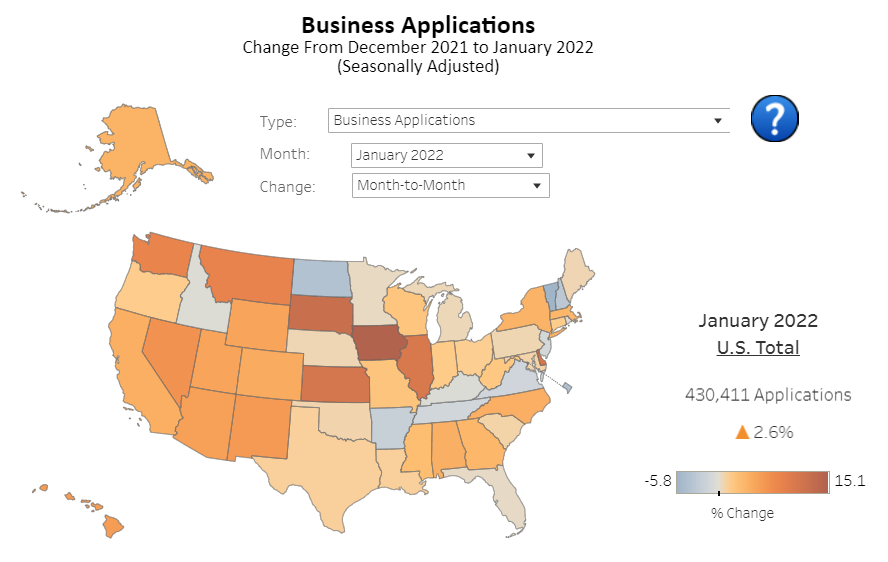 Business Applications
Change From December 2021 to January 2022
(Seasonally Adjusted)
Type: Business Applications
?
Month: January 2022
Change: Month-to-Month
January 2022
U.S. Total
430,411 Applications
2.6%
-5.8 15.1
% Change